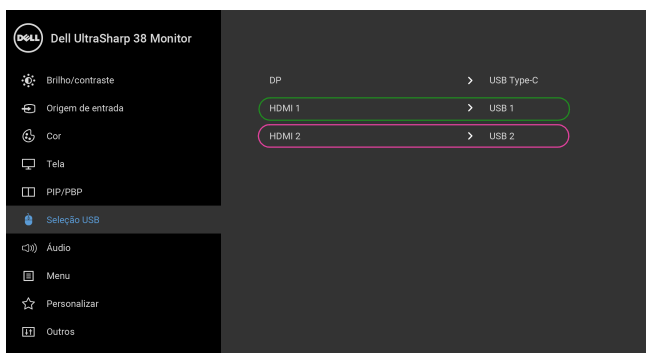 DELL Dell UltraSharp 38 Monitor
Brilho/contraste
Origem de entrada
Cor
Tela
PIP/PBP
Seleção USB
Áudio
Menu
Personalizar
Outros
DP > USB Type-C
HDMI 1 > USB 1
HDMI 2 > USB 2